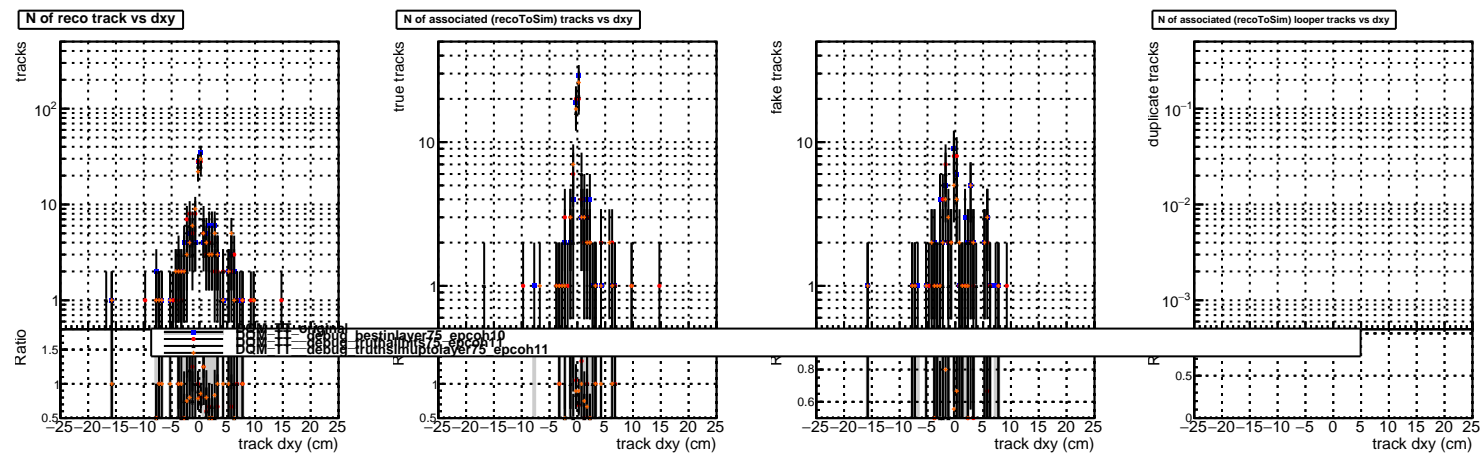 N of reco track vs dxy
tracks
10²
10
1
Ratio
1.5
1
0.5
−25−20−15−10−5 0 5 10 15 20 25
track dxy (cm)
N of associated (recoToSim) tracks vs dxy
true tracks
10
1
1
0.5
−25−20−15−10−5 0 5 10 15 20 25
track dxy (cm)
fake tracks
10
1
0.8
0.6
−25−20−15−10−5 0 5 10 15 20 25
track dxy (cm)
N of associated (recoToSim) looper tracks vs dxy
duplicate tracks
10⁻¹
10⁻²
10⁻³
0.5
0
−25−20−15−10−5 0 5 10 15 20 25
track dxy (cm)
DQM_TT_original
DQM_TT__debug_bestinlayer75_epcoh10
DQM_TT__debug_truthsimuptolayer75_epcoh11